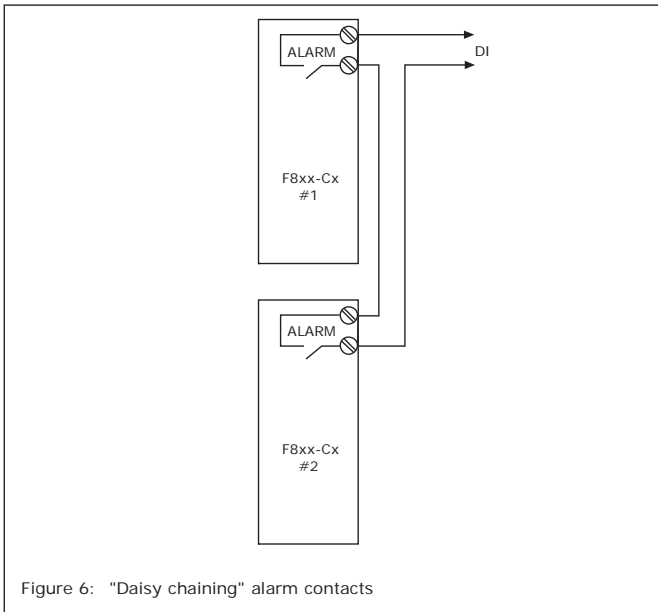 ALARM
DI
F8xx-Cx
#1
ALARM
F8xx-Cx
#2
Figure 6: "Daisy chaining" alarm contacts